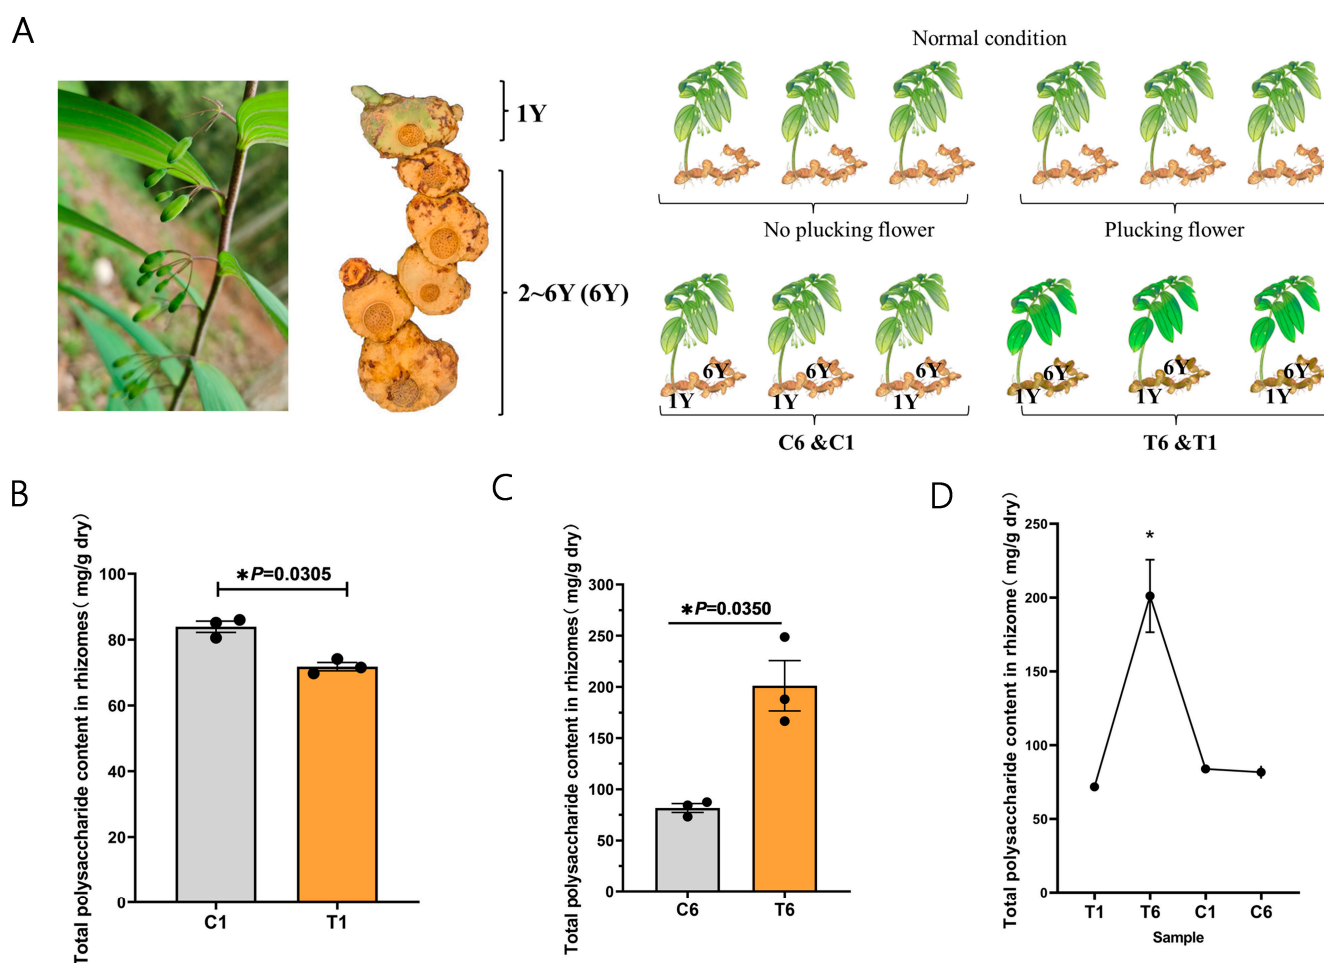 A
1Y
2~6Y (6Y)
Normal condition
No plucking flower
Plucking flower
6Y 6Y 6Y 6Y 6Y 6Y
1Y 1Y 1Y 1Y 1Y 1Y
C6 &C1
T6 &T1
B
Total polysaccharide content in rhizomes( mg/g dry)
100
80
60
40
20
0
∗P=0.0305
C1 T1
C
Total polysaccharide content in rhizomes( mg/g dry)
300
250
200
150
100
50
0
∗P=0.0350
C6 T6
D
Total polysaccharide content in rhizome( mg/g dry)
250
200
150
100
50
0
*
T1 T6 C1 C6
Sample